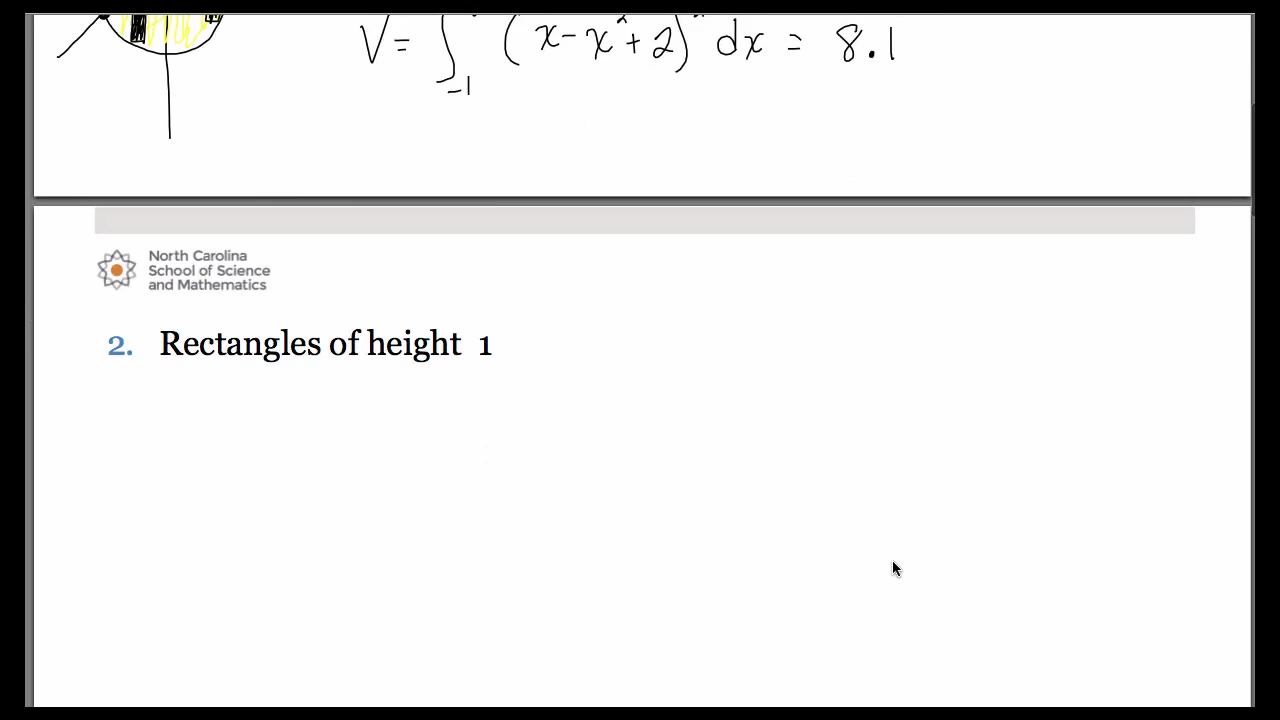 V = ∫ (x - x² + 2)² dx = 8.1
-1
North Carolina
School of Science
and Mathematics
2. Rectangles of height 1